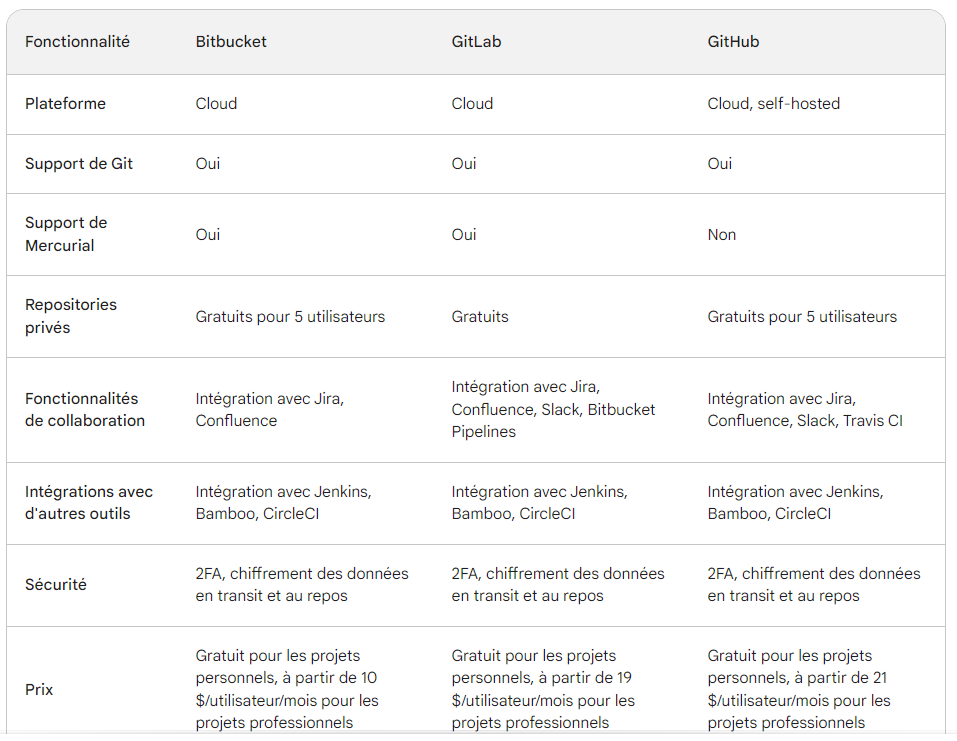 Fonctionnalité Bitbucket GitLab GitHub
Plateforme Cloud Cloud Cloud, self-hosted
Support de Git Oui Oui Oui
Support de
Mercurial Oui Oui Non
Repositories
privés Gratuits pour 5 utilisateurs Gratuits Gratuits pour 5 utilisateurs
Fonctionnalités
de collaboration
Intégration avec Jira,
Confluence
Intégration avec Jira,
Confluence, Slack, Bitbucket
Pipelines
Intégration avec Jira,
Confluence, Slack, Travis CI
Intégrations avec
d'autres outils
Intégration avec Jenkins,
Bamboo, CircleCI
Intégration avec Jenkins,
Bamboo, CircleCI
Intégration avec Jenkins,
Bamboo, CircleCI
Sécurité
2FA, chiffrement des données
en transit et au repos
2FA, chiffrement des données
en transit et au repos
2FA, chiffrement des données
en transit et au repos
Prix
Gratuit pour les projets
personnels, à partir de 10
$/utilisateur/mois pour les
projets professionnels
Gratuit pour les projets
personnels, à partir de 19
$/utilisateur/mois pour les
projets professionnels
Gratuit pour les projets
personnels, à partir de 21
$/utilisateur/mois pour les
projets professionnels